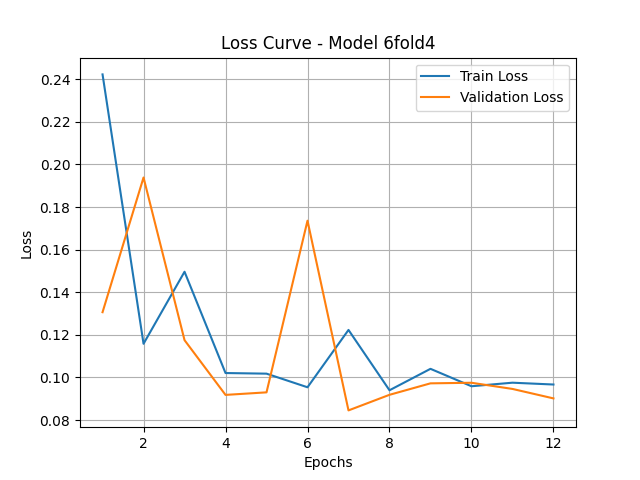 Loss Curve - Model 6fold4
Train Loss
Validation Loss
0.24
0.22
0.20
0.18
0.16
0.14
0.12
0.10
0.08
Loss
2 4 6 8 10 12
Epochs